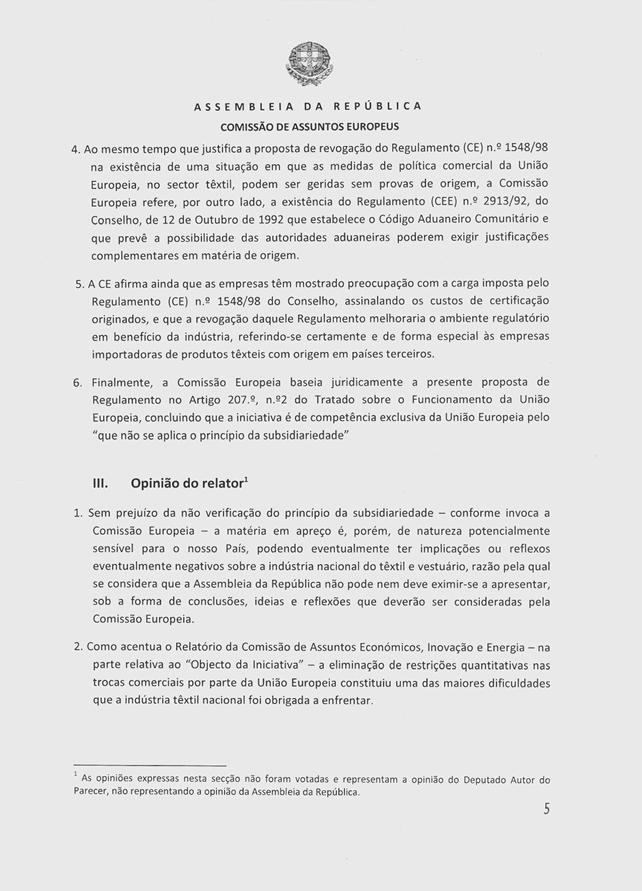 ASSEMBLEIA DA REPÚBLICA
COMISSÃO DE ASSUNTOS EUROPEUS
4. Ao mesmo tempo que justifica a proposta de revogação do Regulamento (CE) n.º 1548/98
na existência de uma situação em que as medidas de política comercial da União
Europeia, no sector têxtil, podem ser geridas sem provas de origem, a Comissão
Europeia refere, por outro lado, a existência do Regulamento (CEE) n.º 2913/92, do
Conselho, de 12 de Outubro de 1992 que estabelece o Código Aduaneiro Comunitário e
que prevê a possibilidade das autoridades aduaneiras poderem exigir justificações
complementares em matéria de origem.
5. A CE afirma ainda que as empresas têm mostrado preocupação com a carga imposta pelo
Regulamento (CE) n.º 1548/98 do Conselho, assinalando os custos de certificação
originados, e que a revogação daquele Regulamento melhoraria o ambiente regulatório
em benefício da indústria, referindo-se certamente e de forma especial às empresas
importadoras de produtos têxteis com origem em países terceiros.
6. Finalmente, a Comissão Europeia baseia juridicamente a presente proposta de
Regulamento no Artigo 207.º, n.º2 do Tratado sobre o Funcionamento da União
Europeia, concluindo que a iniciativa é de competência exclusiva da União Europeia pelo
"que não se aplica o princípio da subsidiariedade"
III. Opinião do relator¹
1. Sem prejuízo da não verificação do princípio da subsidiariedade – conforme invoca a
Comissão Europeia – a matéria em apreço é, porém, de natureza potencialmente
sensível para o nosso País, podendo eventualmente ter implicações ou reflexos
eventualmente negativos sobre a indústria nacional do têxtil e vestuário, razão pela qual
se considera que a Assembleia da República não pode nem deve eximir-se a apresentar,
sob a forma de conclusões, ideias e reflexões que deverão ser consideradas pela
Comissão Europeia.
2. Como acentua o Relatório da Comissão de Assuntos Económicos, Inovação e Energia – na
parte relativa ao "Objecto da Iniciativa" – a eliminação de restrições quantitativas nas
trocas comerciais por parte da União Europeia constituiu uma das maiores dificuldades
que a indústria têxtil nacional foi obrigada a enfrentar.
¹ As opiniões expressas nesta secção não foram votadas e representam a opinião do Deputado Autor do
Parecer, não representando a opinião da Assembleia da República.
5